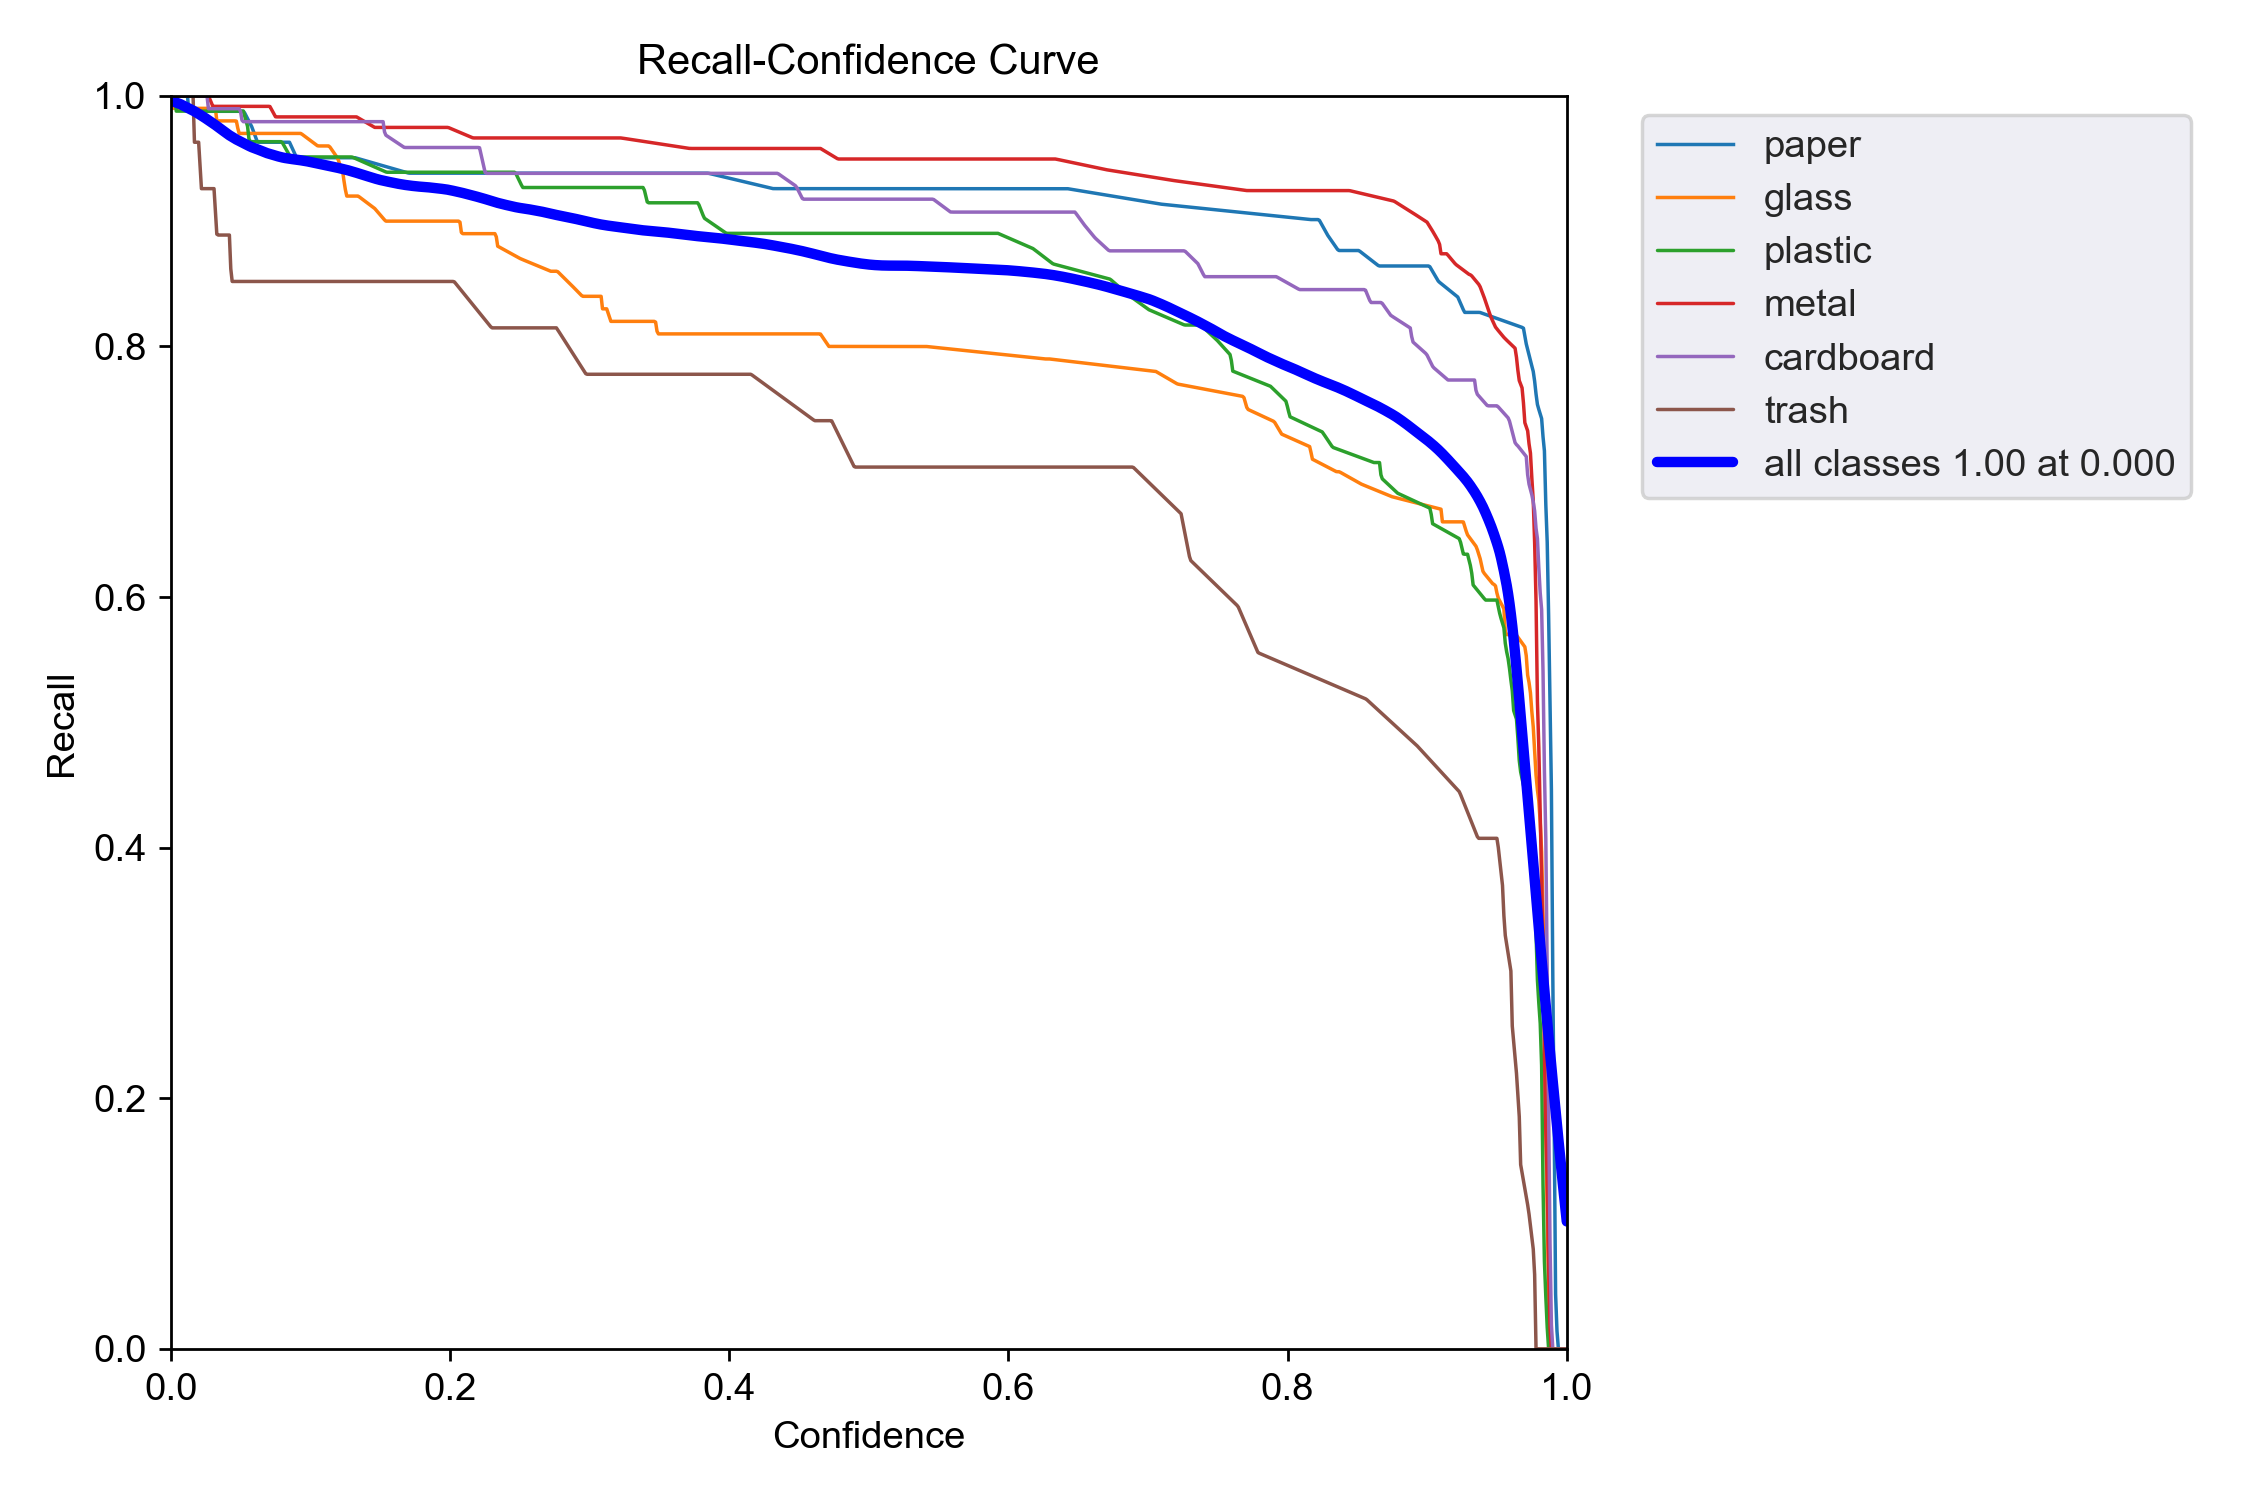 Recall-Confidence Curve
1.0
0.8
0.6
0.4
0.2
0.0
Recall
0.0 0.2 0.4 0.6 0.8 1.0
Confidence
paper
glass
plastic
metal
cardboard
trash
all classes 1.00 at 0.000